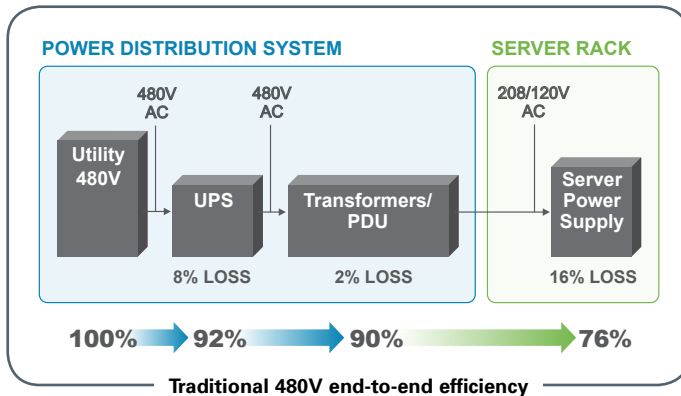 POWER DISTRIBUTION SYSTEM
SERVER RACK
480V
AC
480V
AC
208/120V
AC
Utility
480V
UPS
Transformers/
PDU
Server
Power
Supply
8% LOSS
2% LOSS
16% LOSS
100%
92%
90%
76%
Traditional 480V end-to-end efficiency